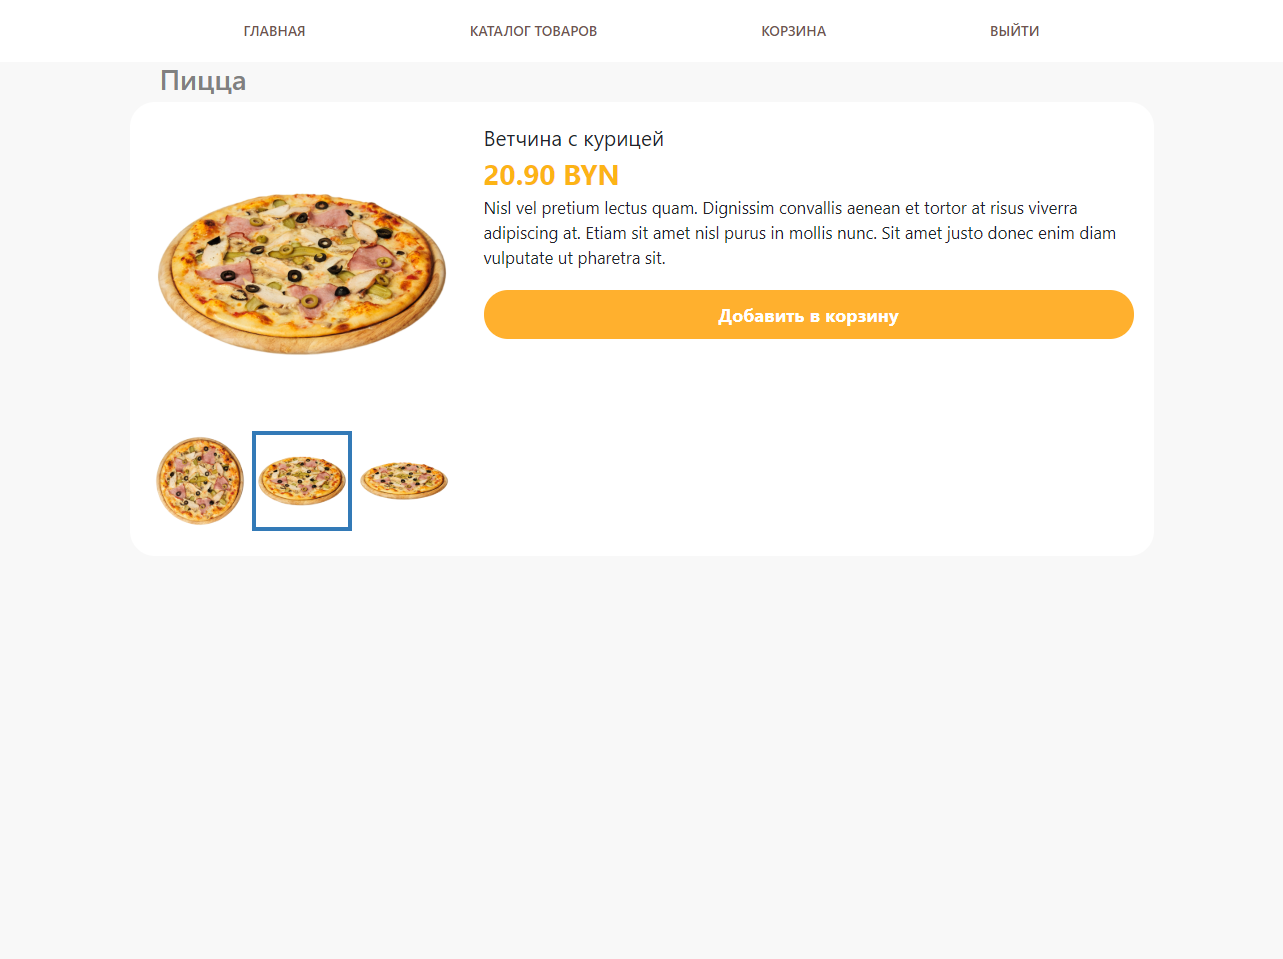 ГЛАВНАЯ
КАТАЛОГ ТОВАРОВ
КОРЗИНА
ВЫЙТИ
Пицца
Ветчина с курицей
20.90 BYN
Nisl vel pretium lectus quam. Dignissim convallis aenean et tortor at risus viverra
adipiscing at. Etiam sit amet nisl purus in mollis nunc. Sit amet justo donec enim diam
vulputate ut pharetra sit.
Добавить в корзину